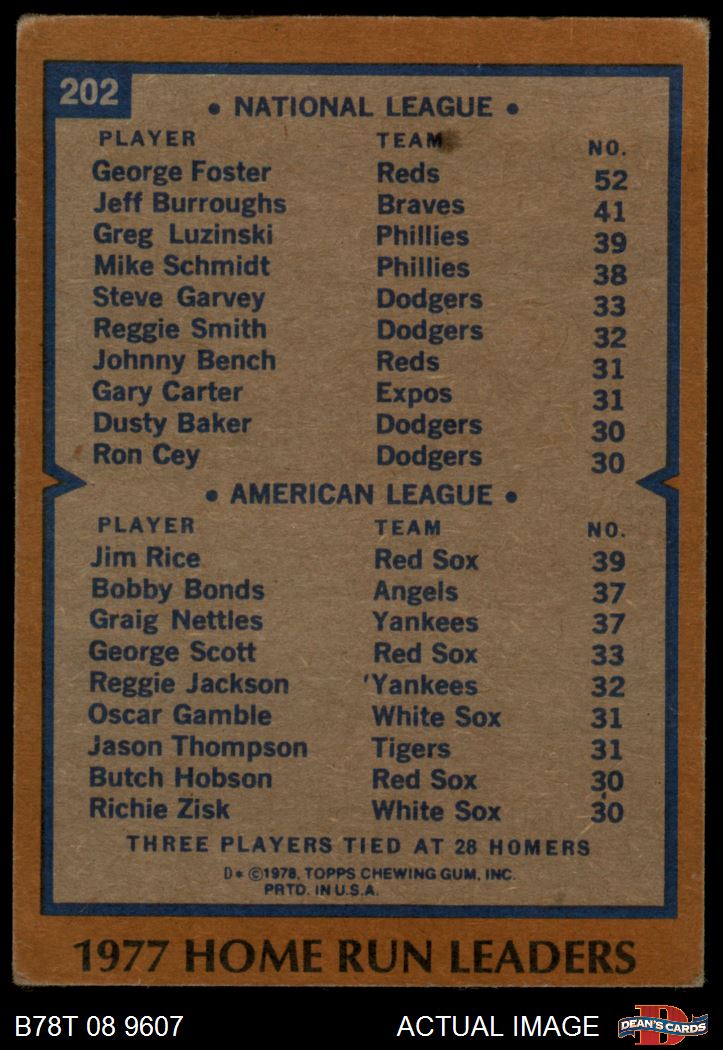 202
• NATIONAL LEAGUE •
PLAYER TEAM NO.
George Foster Reds 52
Jeff Burroughs Braves 41
Greg Luzinski Phillies 39
Mike Schmidt Phillies 38
Steve Garvey Dodgers 33
Reggie Smith Dodgers 32
Johnny Bench Reds 31
Gary Carter Expos 31
Dusty Baker Dodgers 30
Ron Cey Dodgers 30
• AMERICAN LEAGUE •
PLAYER TEAM NO.
Jim Rice Red Sox 39
Bobby Bonds Angels 37
Graig Nettles Yankees 37
George Scott Red Sox 33
Reggie Jackson 'Yankees 32
Oscar Gamble White Sox 31
Jason Thompson Tigers 31
Butch Hobson Red Sox 30
Richie Zisk White Sox 30
THREE PLAYERS TIED AT 28 HOMERS
D* ©1978, TOPPS CHEWING GUM, INC.
PRTD. IN U.S.A.
1977 HOME RUN LEADERS
B78T 08 9607 ACTUAL IMAGE D DEAN'S CARDS